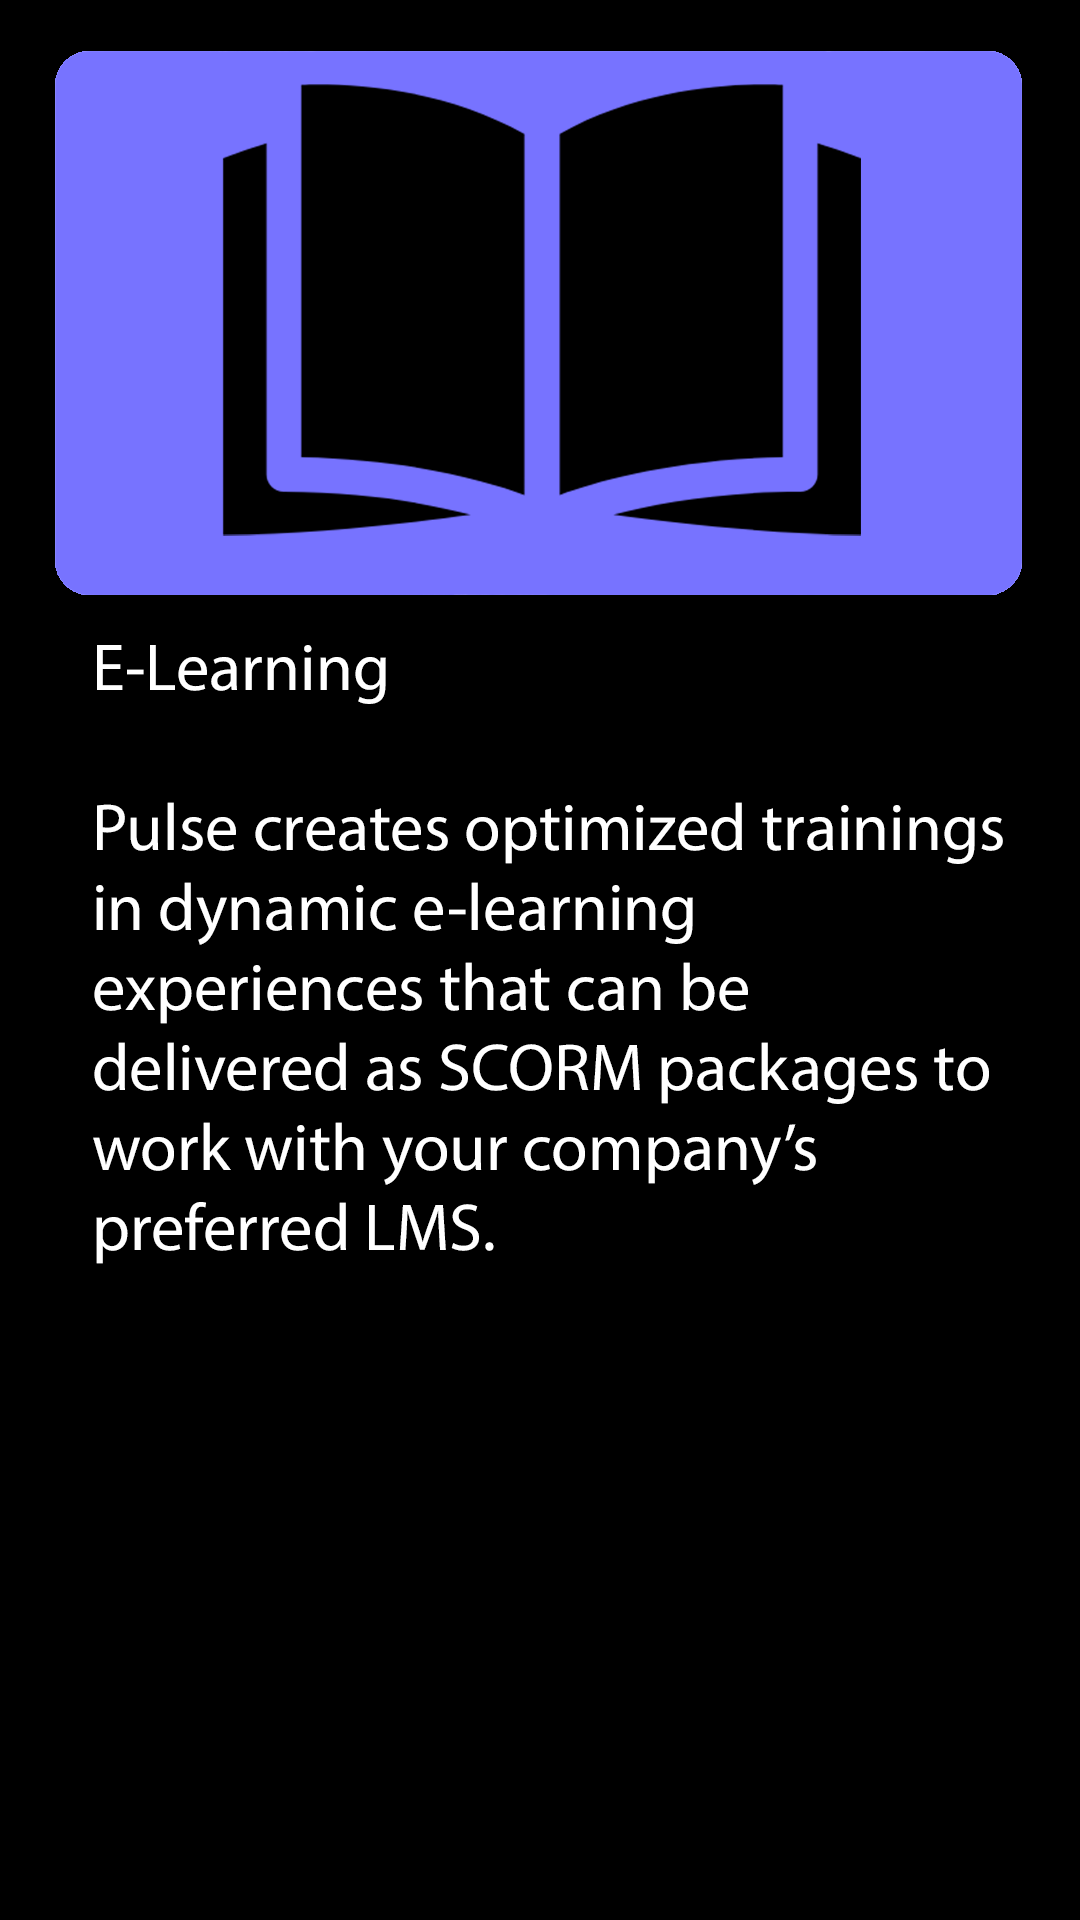 E-Learning
Pulse creates optimized trainings
in dynamic e-learning
experiences that can be
delivered as SCORM packages to
work with your company’s
preferred LMS.